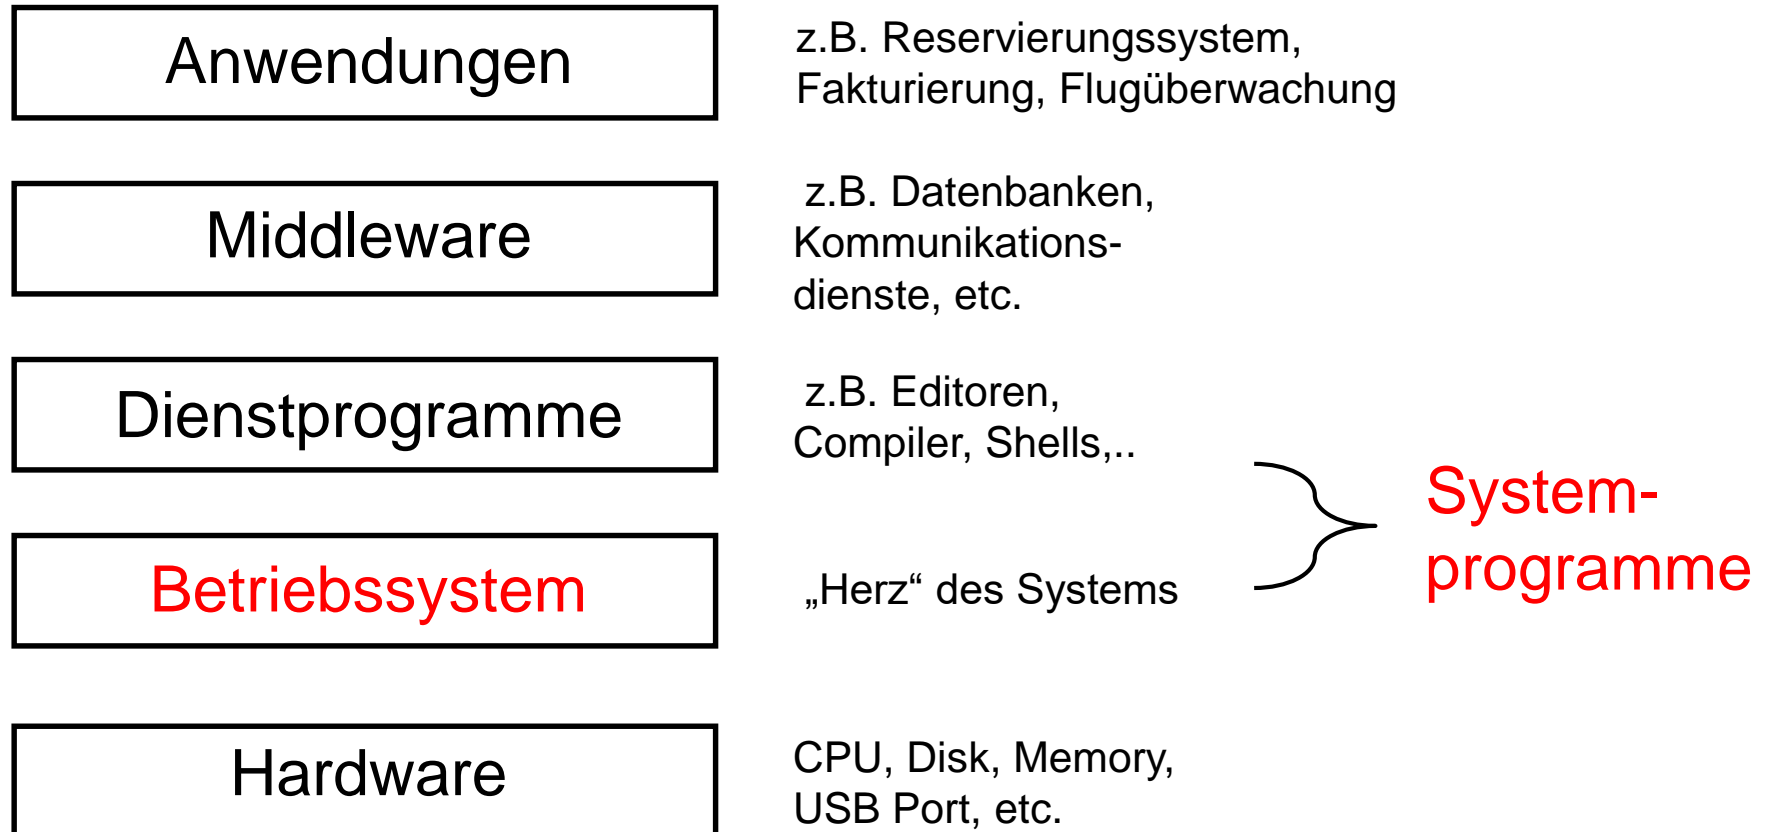 Anwendungen
z.B. Reservierungssystem,
Fakturierung, Flugüberwachung
Middleware
z.B. Datenbanken,
Kommunikations-
dienste, etc.
Dienstprogramme
z.B. Editoren,
Compiler, Shells,..
Betriebssystem
„Herz“ des Systems
System-
programme
Hardware
CPU, Disk, Memory,
USB Port, etc.